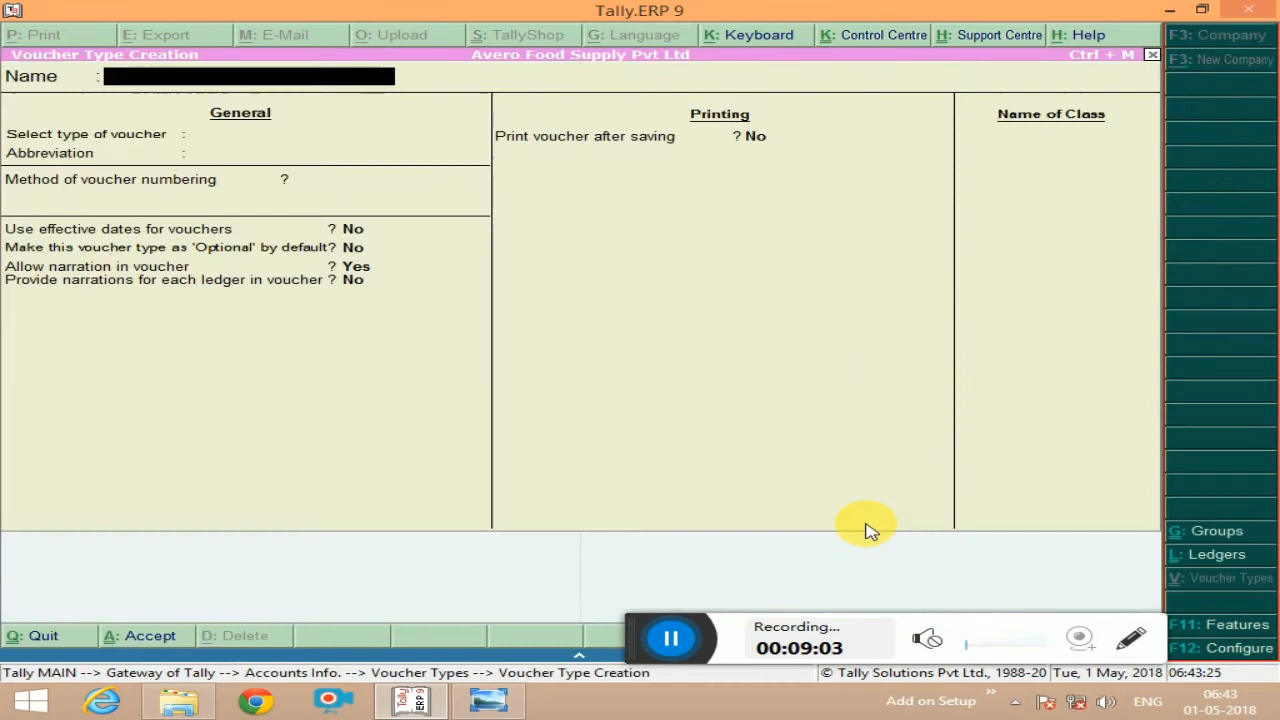 Tally.ERP 9
P: Print E: Export M: E-Mail O: Upload S: TallyShop G: Language K: Keyboard K: Control Centre H: Support Centre H: Help F3: Company
Voucher Type Creation Avero Food Supply Pvt Ltd Ctrl + M
F3: New Company
Name :
General Printing Name of Class
Select type of voucher :
Print voucher after saving ? No
Abbreviation :
Method of voucher numbering ?
Use effective dates for vouchers ? No
Make this voucher type as 'Optional' by default? No
Allow narration in voucher ? Yes
Provide narrations for each ledger in voucher ? No
G: Groups
L: Ledgers
V: Voucher Types
F11: Features
F12: Configure
Q: Quit A: Accept D: Delete
Recording...
00:09:03
Tally MAIN --> Gateway of Tally --> Accounts Info. --> Voucher Types --> Voucher Type Creation © Tally Solutions Pvt Ltd., 1988-20 Tue, 1 May, 2018 06:43:25
Tally ERP 9
Add on Setup » ENG 06:43
01-05-2018